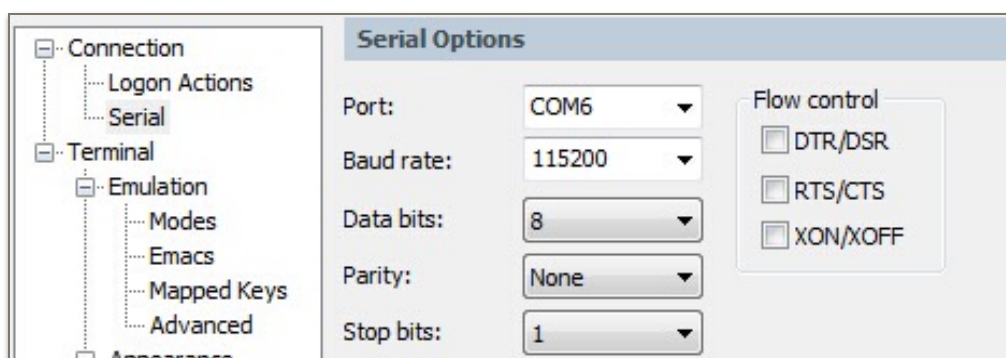 Connection
Logon Actions
Serial
Terminal
Emulation
Modes
Emacs
Mapped Keys
Advanced
Appearance
Serial Options
Port: COM6
Baud rate: 115200
Data bits: 8
Parity: None
Stop bits: 1
Flow control
DTR/DSR
RTS/CTS
XON/XOFF